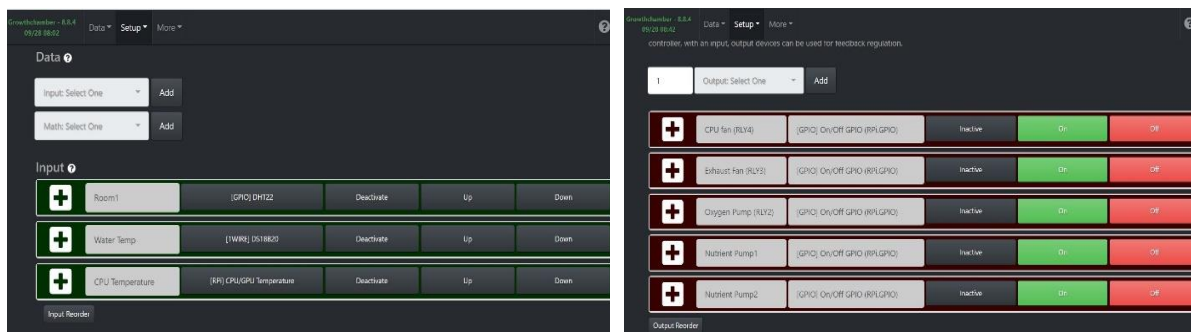 Growthchamber - 8.8.4
09/28 08:02
Data Setup More
Data
Input: Select One Add
Math: Select One Add
Input
Room1 [GPIO] DHT22 Deactivate Up Down
Water Temp [1WIRE] DS18B20 Deactivate Up Down
CPU Temperature [RPi] CPU/GPU Temperature Deactivate Up Down
Input Reorder
Growthchamber - 8.8.4
09/28 08:42
Data Setup More
controller, with an input, output devices can be used for feedback regulation.
1 Output: Select One Add
CPU fan (RLY4) [GPIO] On/Off GPIO (RPi.GPIO) Inactive On Off
Exhaust Fan (RLY3) [GPIO] On/Off GPIO (RPi.GPIO) Inactive On Off
Oxygen Pump (RLY2) [GPIO] On/Off GPIO (RPi.GPIO) Inactive On Off
Nutrient Pump1 [GPIO] On/Off GPIO (RPi.GPIO) Inactive On Off
Nutrient Pump2 [GPIO] On/Off GPIO (RPi.GPIO) Inactive On Off
Output Reorder